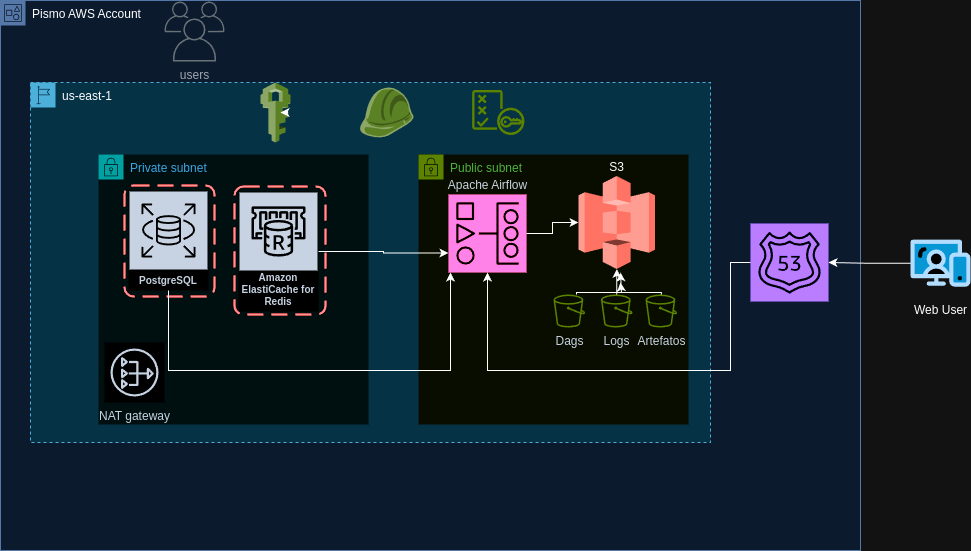 Pismo AWS Account
users
us-east-1
Private subnet
Public subnet
S3
Apache Airflow
PostgreSQL
R
Amazon
ElastiCache for
Redis
53
Web User
Dags
Logs
Artefatos
NAT gateway